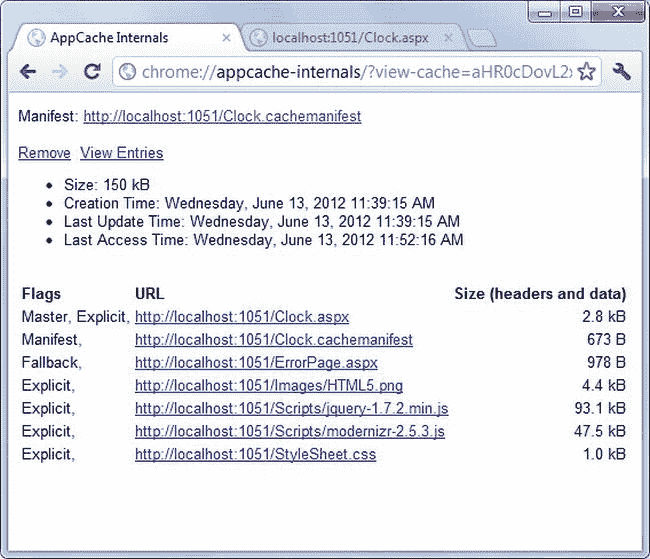 AppCache Internals
localhost:1051/Clock.aspx
chrome://appcache-internals/?view-cache=aHR0cDovL2x
Manifest: http://localhost:1051/Clock.cachemanifest
Remove View Entries
• Size: 150 kB
• Creation Time: Wednesday, June 13, 2012 11:39:15 AM
• Last Update Time: Wednesday, June 13, 2012 11:39:15 AM
• Last Access Time: Wednesday, June 13, 2012 11:52:16 AM
Flags URL Size (headers and data)
Master, Explicit, http://localhost:1051/Clock.aspx 2.8 kB
Manifest, http://localhost:1051/Clock.cachemanifest 673 B
Fallback, http://localhost:1051/ErrorPage.aspx 978 B
Explicit, http://localhost:1051/Images/HTML5.png 4.4 kB
Explicit, http://localhost:1051/Scripts/jquery-1.7.2.min.js 93.1 kB
Explicit, http://localhost:1051/Scripts/modernizr-2.5.3.js 47.5 kB
Explicit, http://localhost:1051/StyleSheet.css 1.0 kB